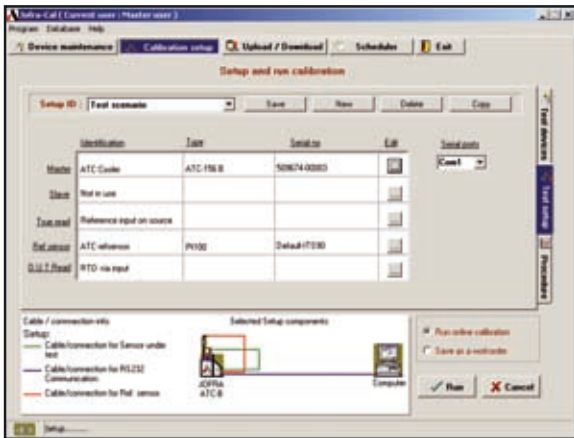 Jofra-Cal ( Current user : Master user )
Program Database Help
Device maintenance Calibration setup Upload / Download Scheduler Exit
Setup and run calibration
Setup ID : Test scenario Save New Delete Copy
Identification Type Serial no Edit Serial ports
Master ATC Cooler ATC-156 B 509674-00003 Com1
Slave Not in use
True read Reference input on source
Ref. sensor ATC-refsensor Pt100
D.U.T. Read RTD via input
Test devices
Test setup
Procedure
Cable / connection info.
Setup:
Cable/connection for Sensor under test
Cable/connection for RS232 Communication.
Cable/connection for Ref. sensor
Selected Setup components
JOFRA
ATC-B
Computer
Run online calibration
Save as a workorder
Run Cancel
Setup.........